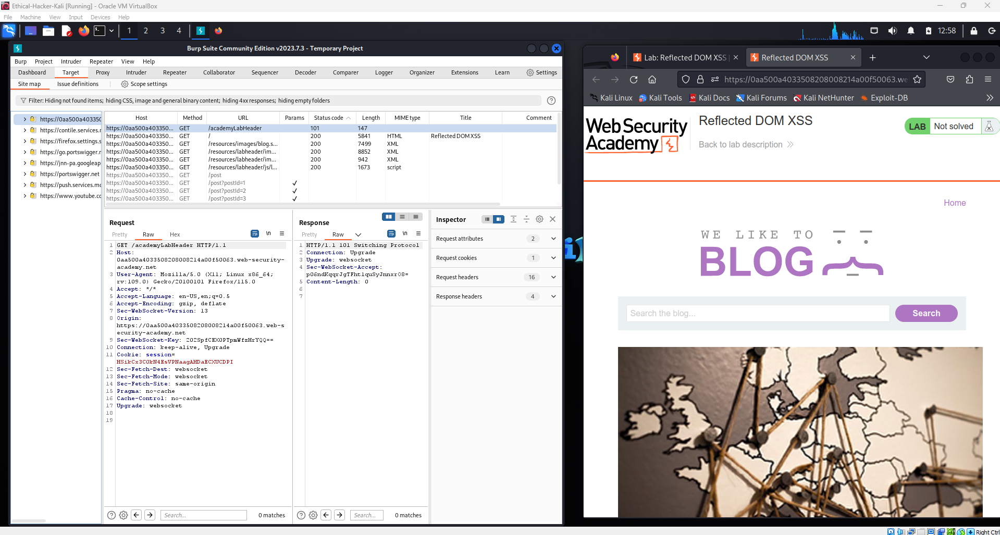 Ethical-Hacker-Kali [Running] - Oracle VM VirtualBox
File Machine View Input Devices Help
1 2 3 4
12:58
Burp Suite Community Edition v2023.7.3 - Temporary Project
Burp Project Intruder Repeater View Help
Dashboard Target Proxy Intruder Repeater Collaborator Sequencer Decoder Comparer Logger Organizer Extensions Learn Settings
Site map Issue definitions Scope settings
Filter: Hiding not found items; hiding CSS, image and general binary content; hiding 4xx responses; hiding empty folders
https://0aa500a403350
https://contile.services.r
https://firefox.settings.s
https://go.portswigger.r
https://jnn-pa.googleap
https://portswigger.net
https://push.services.mo
https://www.youtube.co
Host Method URL Params Status code Length MIME type Title Comment
https://0aa500a403350... GET /academyLabHeader 101 147
https://0aa500a403350... GET / 200 5841 HTML Reflected DOM XSS
https://0aa500a403350... GET /resources/images/blog.s... 200 7499 XML
https://0aa500a403350... GET /resources/labheader/im... 200 8852 XML
https://0aa500a403350... GET /resources/labheader/im... 200 942 XML
https://0aa500a403350... GET /resources/labheader/js/l... 200 1673 script
https://0aa500a403350... GET /post
https://0aa500a403350... GET /post?postId=1 ✓
https://0aa500a403350... GET /post?postId=2 ✓
https://0aa500a403350... GET /post?postId=3 ✓
Request
Pretty Raw Hex \n
1 GET /academyLabHeader HTTP/1.1
2 Host:
0aa500a4033508208008214a00f50063.web-security-
academy.net
3 User-Agent: Mozilla/5.0 (X11; Linux x86_64;
rv:109.0) Gecko/20100101 Firefox/115.0
4 Accept: */*
5 Accept-Language: en-US,en;q=0.5
6 Accept-Encoding: gzip, deflate
7 Sec-WebSocket-Version: 13
8 Origin:
https://0aa500a4033508208008214a00f50063.web-s
ecurity-academy.net
9 Sec-WebSocket-Key:
10 Connection: keep-alive, Upgrade
11 Cookie: session=
12 Sec-Fetch-Dest: websocket
13 Sec-Fetch-Mode: websocket
14 Sec-Fetch-Site: same-origin
15 Pragma: no-cache
16 Cache-Control: no-cache
17 Upgrade: websocket
18
19
Search...
0 matches
Response
Pretty Raw \n
1 HTTP/1.1 101 Switching Protocol
2 Connection: Upgrade
3 Upgrade: websocket
4 Sec-WebSocket-Accept:
5 Content-Length: 0
6
7
Search...
0 matches
Inspector
Request attributes 2
Request cookies 1
Request headers 16
Response headers 4
Lab: Reflected DOM XSS
Reflected DOM XSS
https://0aa500a4033508208008214a00f50063.we
Kali Linux Kali Tools Kali Docs Kali Forums Kali NetHunter Exploit-DB
Web Security
Academy
Reflected DOM XSS
Back to lab description
LAB Not solved
Home
WE LIKE TO
BLOG
Search the blog...
Search
Right Ctrl